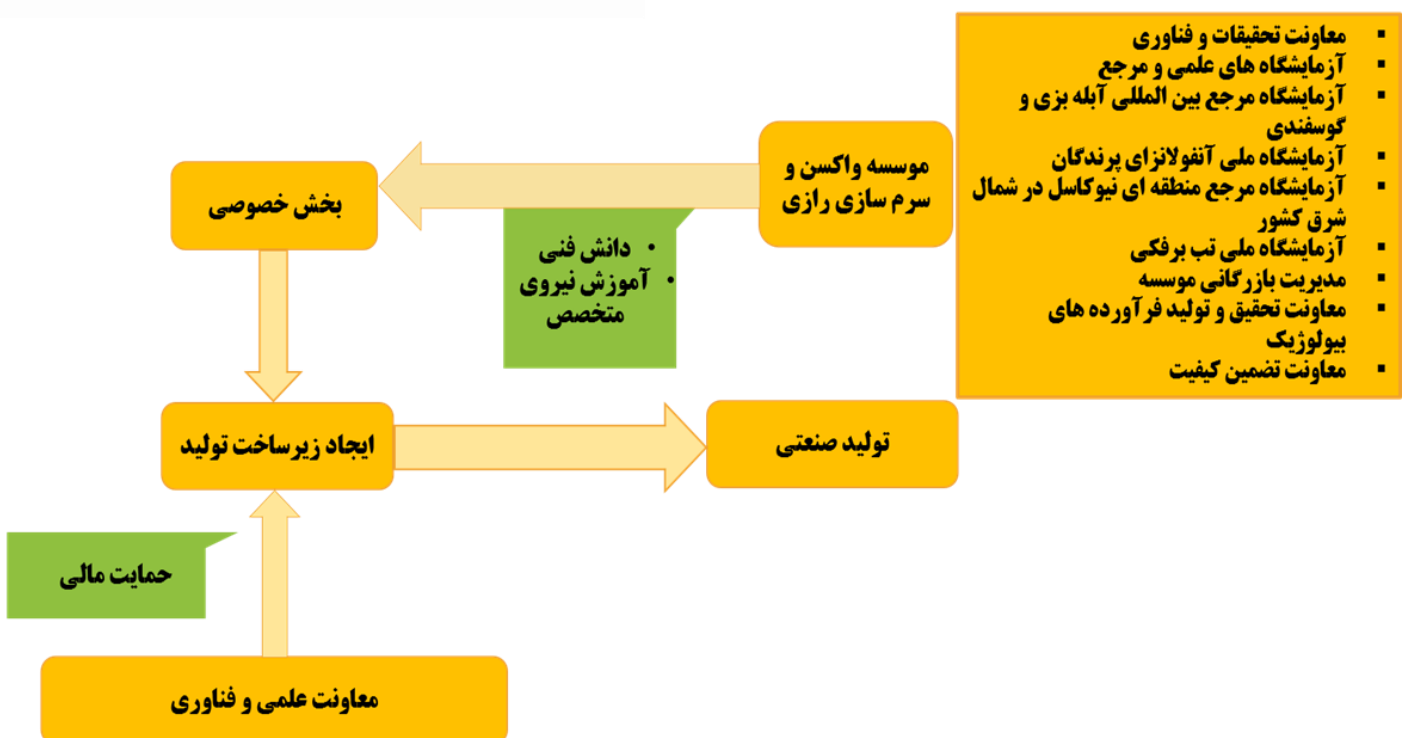 ▪ معاونت تحقیقات و فناوری
▪ آزمایشگاه های علمی و مرجع
▪ آزمایشگاه مرجع بین المللی آبله بزی و
گوسفندی
▪ آزمایشگاه ملی آنفولانزای پرندگان
▪ آزمایشگاه مرجع منطقه ای نیوکاسل در شمال
شرق کشور
▪ آزمایشگاه ملی تب برفکی
▪ مدیریت بازرگانی موسسه
▪ معاونت تحقیق و تولید فرآورده های
بیولوژیک
▪ معاونت تضمین کیفیت
موسسه واکسن و
سرم سازی رازی
• دانش فنی
• آموزش نیروی
متخصص
بخش خصوصی
ایجاد زیرساخت تولید
تولید صنعتی
حمایت مالی
معاونت علمی و فناوری